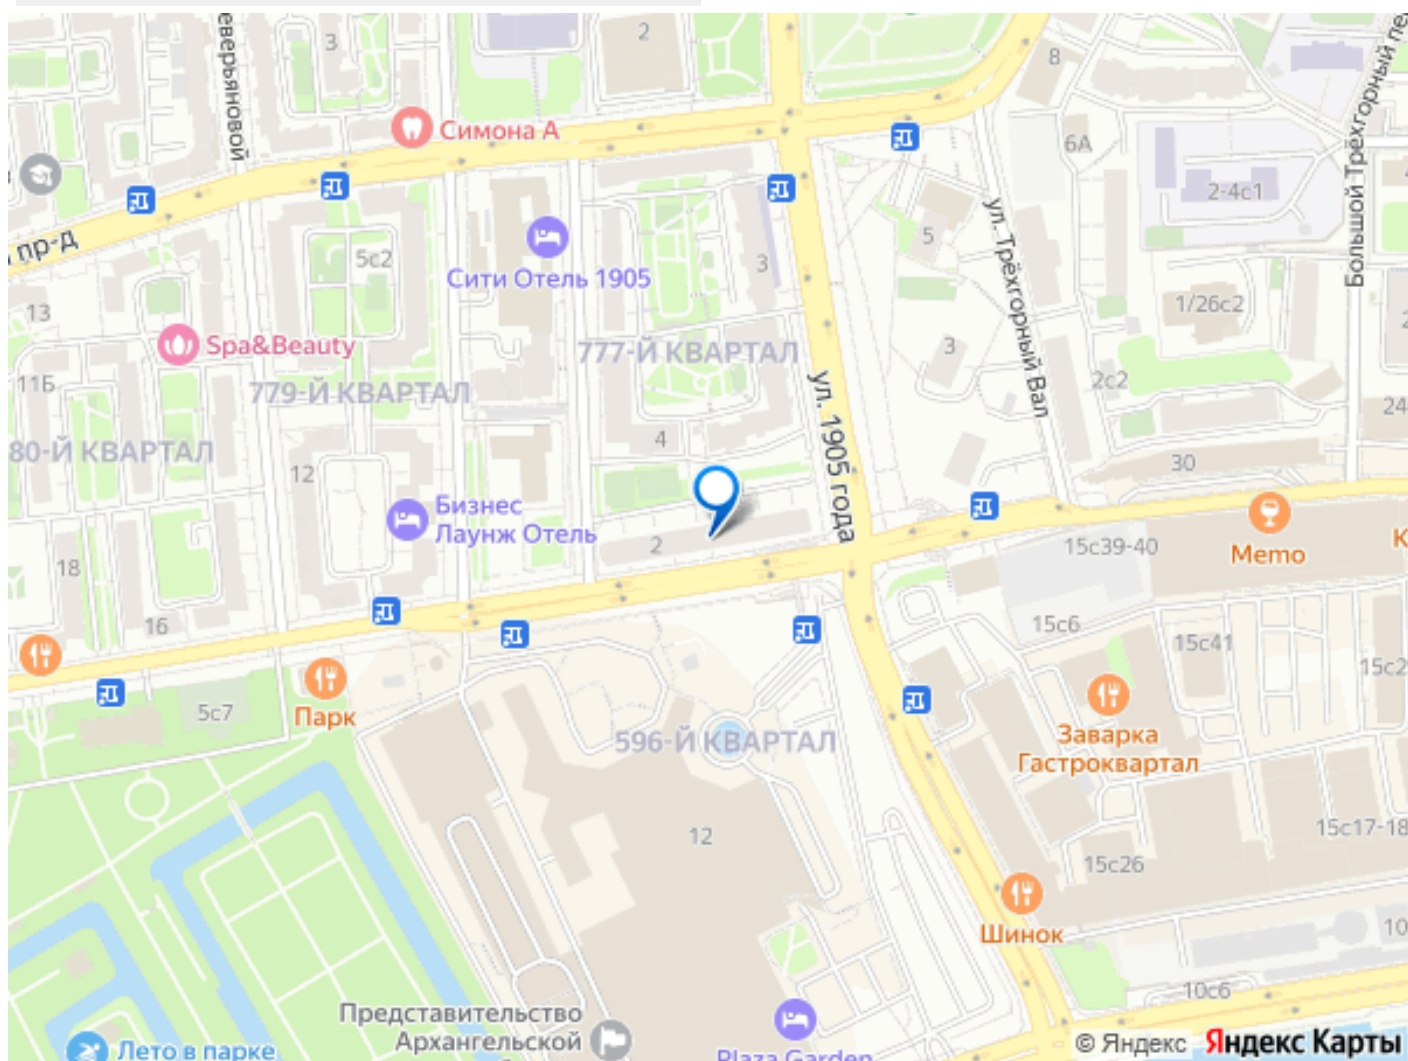 3
2
8
Симона А
6А
2-4с1
Большой Трёхгорный пе
еверьяновой
пр-д
5с2
Сити Отель 1905
3
5
ул. Трёхгорный Вал
1/26с2
13
Spa&Beauty
777-Й КВАРТАЛ
3
11Б
779-Й КВАРТАЛ
2с2
ул. 1905 года
24
80-Й КВАРТАЛ
4
12
30
Бизнес
Лаунж Отель
2
15с39-40
Memo
К
18
16
15с6
15с41
15с2
5с7
Парк
596-Й КВАРТАЛ
Заварка
Гастроквартал
12
15с17-18
15с26
Шинок
10
10с6
Представительство
Архангельской
Plaza Garden
Лето в парке
© Яндекс Яндекс Карты